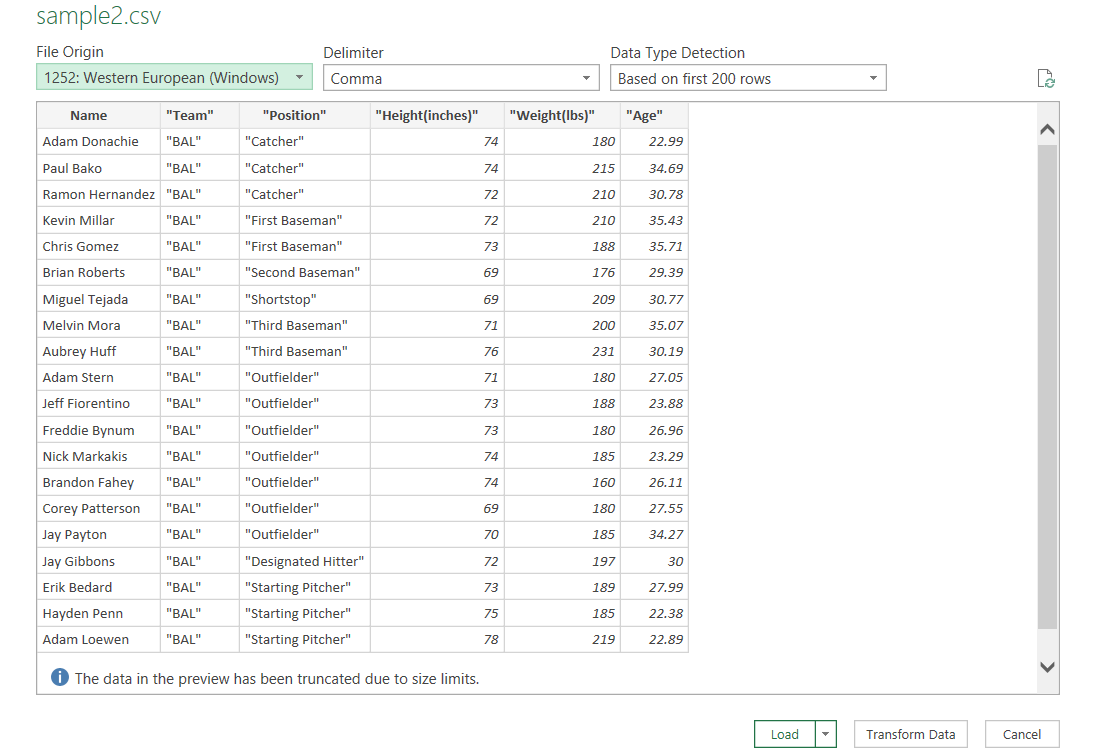 sample2.csv
File Origin Delimiter Data Type Detection
1252: Western European (Windows) Comma Based on first 200 rows
Name "Team" "Position" "Height(inches)" "Weight(lbs)" "Age"
Adam Donachie "BAL" "Catcher" 74 180 22.99
Paul Bako "BAL" "Catcher" 74 215 34.69
Ramon Hernandez "BAL" "Catcher" 72 210 30.78
Kevin Millar "BAL" "First Baseman" 72 210 35.43
Chris Gomez "BAL" "First Baseman" 73 188 35.71
Brian Roberts "BAL" "Second Baseman" 69 176 29.39
Miguel Tejada "BAL" "Shortstop" 69 209 30.77
Melvin Mora "BAL" "Third Baseman" 71 200 35.07
Aubrey Huff "BAL" "Third Baseman" 76 231 30.19
Adam Stern "BAL" "Outfielder" 71 180 27.05
Jeff Fiorentino "BAL" "Outfielder" 73 188 23.88
Freddie Bynum "BAL" "Outfielder" 73 180 26.96
Nick Markakis "BAL" "Outfielder" 74 185 23.29
Brandon Fahey "BAL" "Outfielder" 74 160 26.11
Corey Patterson "BAL" "Outfielder" 69 180 27.55
Jay Payton "BAL" "Outfielder" 70 185 34.27
Jay Gibbons "BAL" "Designated Hitter" 72 197 30
Erik Bedard "BAL" "Starting Pitcher" 73 189 27.99
Hayden Penn "BAL" "Starting Pitcher" 75 185 22.38
Adam Loewen "BAL" "Starting Pitcher" 78 219 22.89
The data in the preview has been truncated due to size limits.
Load Transform Data Cancel